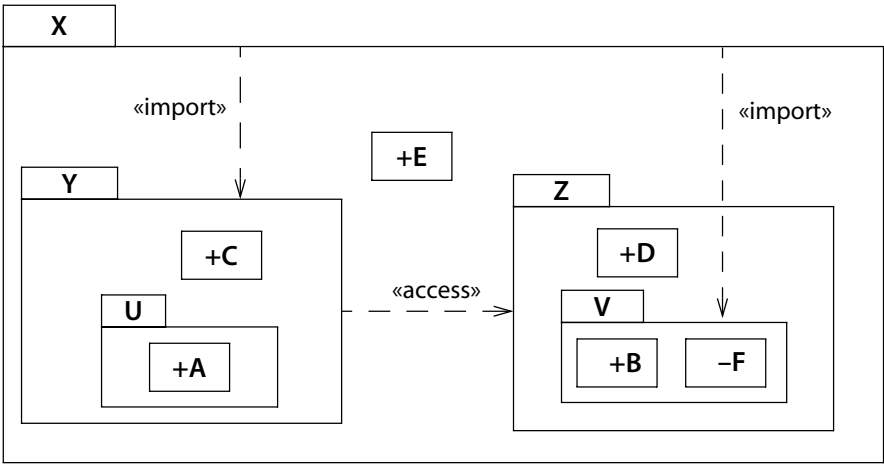 X
«import»
«import»
+E
Y
Z
+C
+D
«access»
U
V
+A
+B
–F